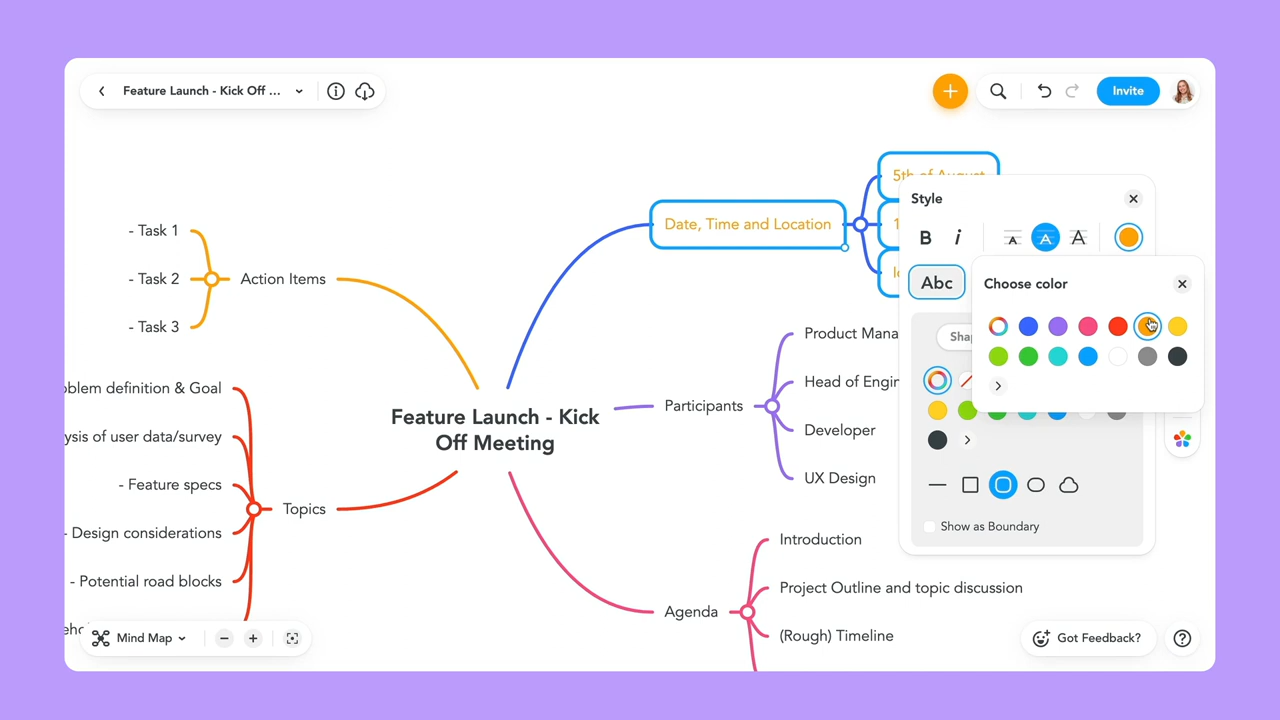 Feature Launch - Kick Off ...
Invite
5th of August
Style
- Task 1
Date, Time and Location
B i A A A
- Task 2
Action Items
Abc
Choose color
- Task 3
Product Mana
Shap
Head of Engin
oblem definition & Goal
Feature Launch - Kick
Off Meeting
Participants
Developer
ysis of user data/survey
UX Design
- Feature specs
Topics
- Design considerations
Show as Boundary
Introduction
- Potential road blocks
Project Outline and topic discussion
Agenda
(Rough) Timeline
Mind Map
Got Feedback?